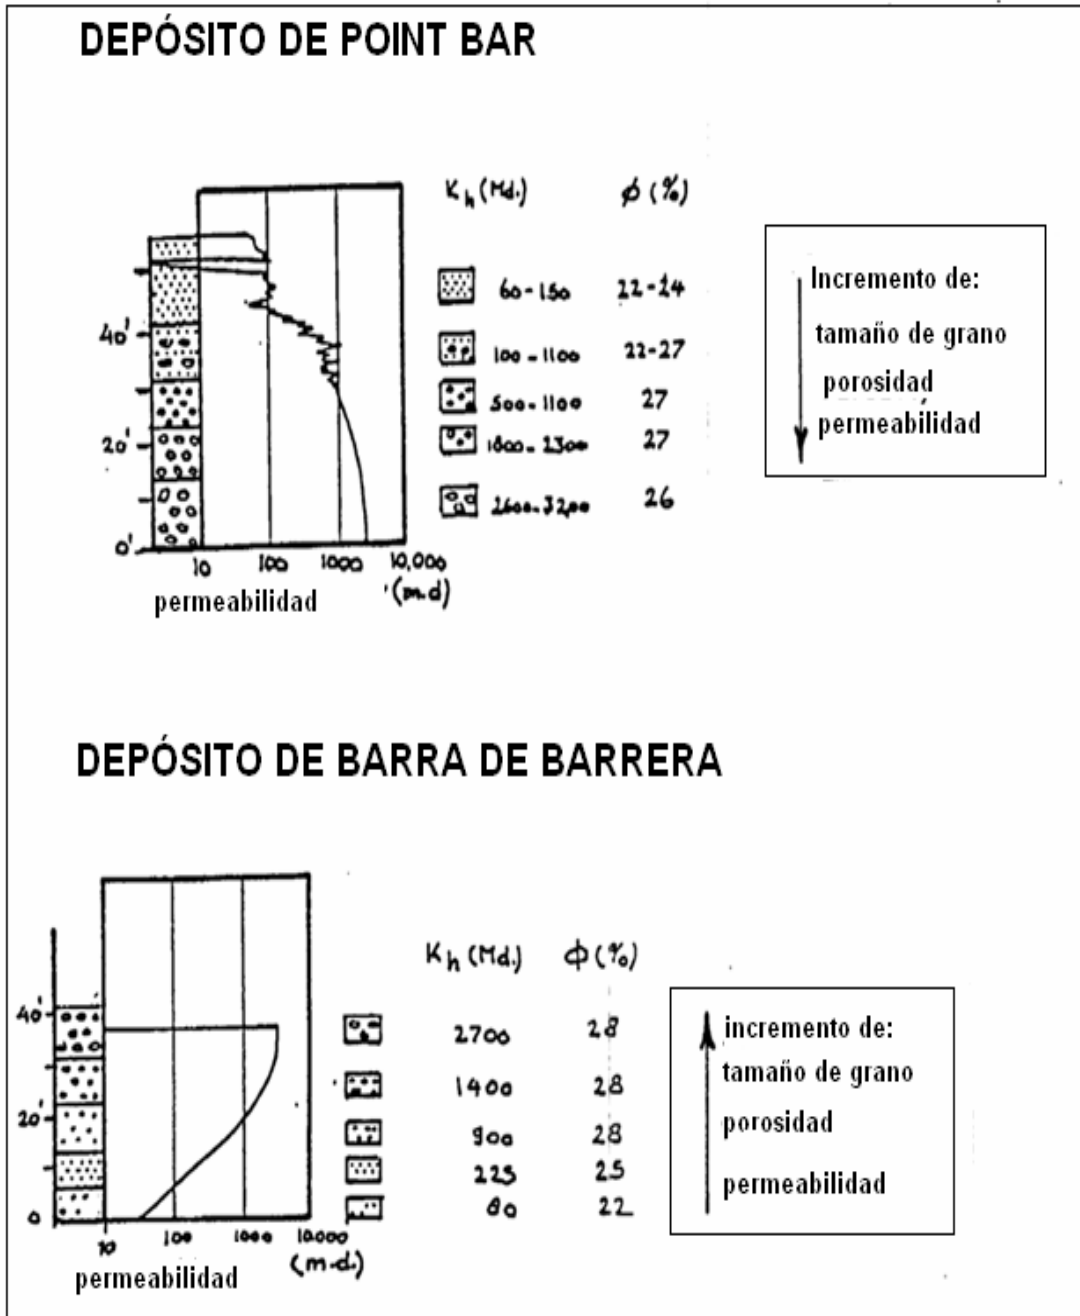 DEPÓSITO DE POINT BAR
Kh (Md.) ϕ (%)
60-150 22-24
100-1100 22-27
500-1100 27
1800-2300 27
2600-3200 26
40'
20'
0'
10 100 1000 10,000
(m.d)
permeabilidad
Incremento de:
tamaño de grano
porosidad
permeabilidad
DEPÓSITO DE BARRA DE BARRERA
Kh (Md.) ϕ (%)
2700 28
1400 28
900 28
225 25
80 22
40'
20'
0
10 100 1000 10.000
(m.d.)
permeabilidad
incremento de:
tamaño de grano
porosidad
permeabilidad